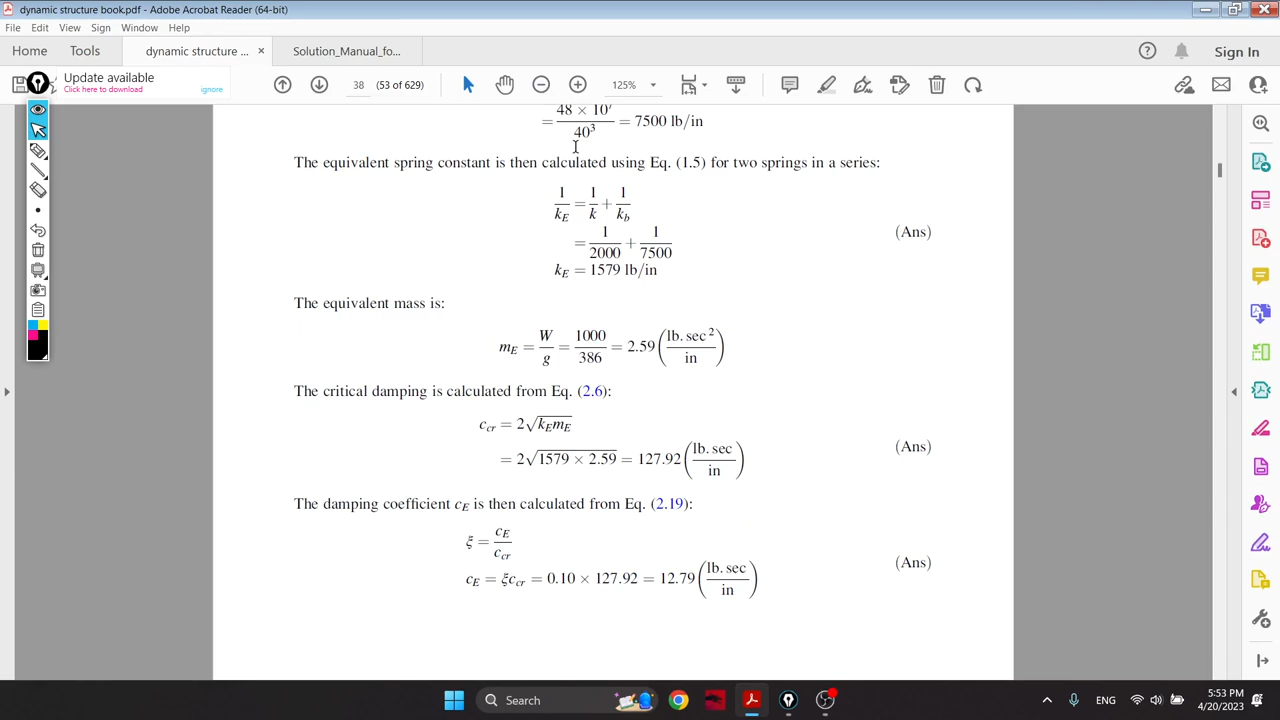 dynamic structure book.pdf - Adobe Acrobat Reader (64-bit)
File Edit View Sign Window Help
Home Tools dynamic structure ... × Solution_Manual_fo... Sign In
Update available
Click here to download ignore
38 (53 of 629) 125%
= 48 × 10⁷ / 40³ = 7500 lb/in
The equivalent spring constant is then calculated using Eq. (1.5) for two springs in a series:
1/k_E = 1/k + 1/k_b
= 1/2000 + 1/7500 (Ans)
k_E = 1579 lb/in
The equivalent mass is:
m_E = W/g = 1000/386 = 2.59 (lb. sec²/in)
The critical damping is calculated from Eq. (2.6):
c_cr = 2√(k_E m_E)
= 2√(1579 × 2.59) = 127.92 (lb. sec/in) (Ans)
The damping coefficient c_E is then calculated from Eq. (2.19):
ξ = c_E/c_cr
c_E = ξc_cr = 0.10 × 127.92 = 12.79 (lb. sec/in) (Ans)
Search
ENG
5:53 PM
4/20/2023